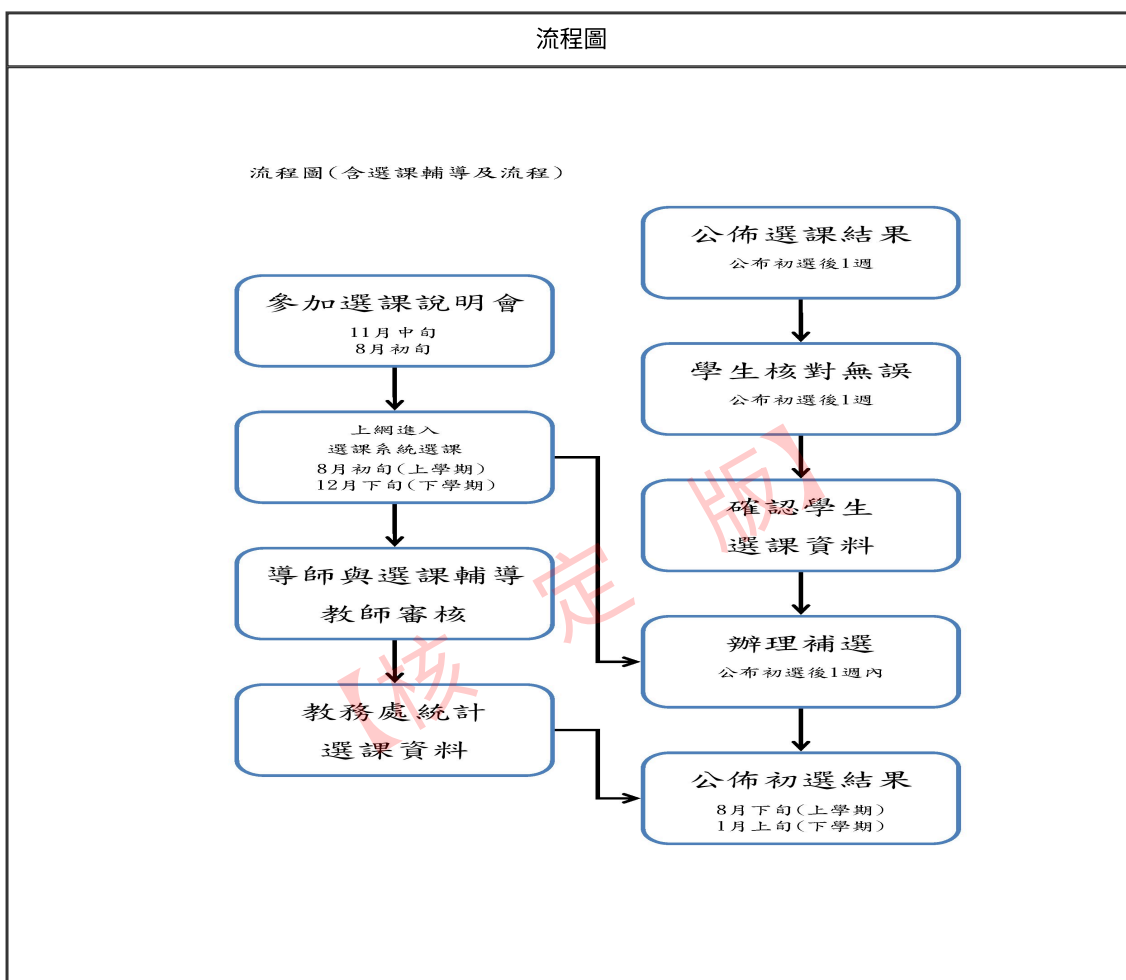 流程圖
流程圖(含選課輔導及流程)
參加選課說明會
11月中旬
8月初旬
上網進入
選課系統選課
8月初旬(上學期)
12月下旬(下學期)
導師與選課輔導
教師審核
教務處統計
選課資料
公佈選課結果
公布初選後1週
學生核對無誤
公布初選後1週
確認學生
選課資料
辦理補選
公布初選後1週內
公佈初選結果
8月下旬(上學期)
1月上旬(下學期)
【核定版】